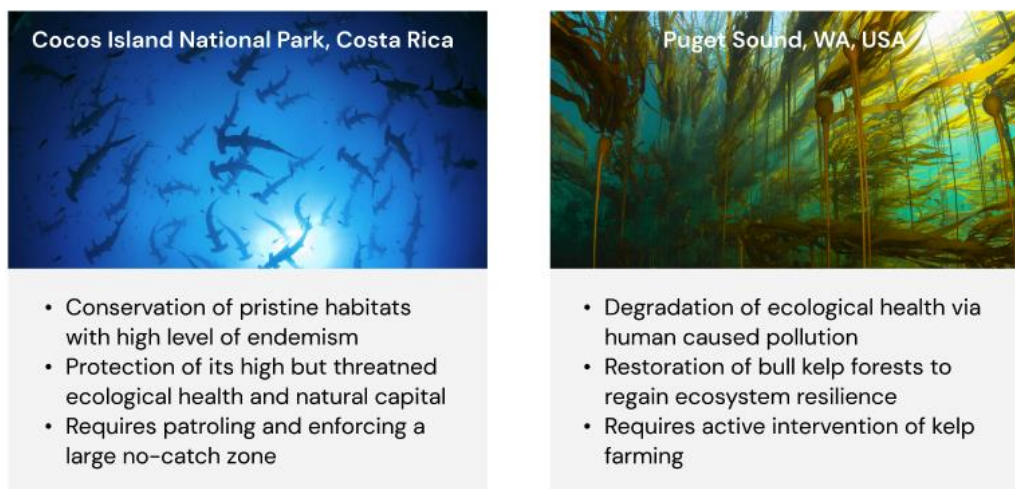 Cocos Island National Park, Costa Rica
• Conservation of pristine habitats
with high level of endemism
• Protection of its high but threatned
ecological health and natural capital
• Requires patroling and enforcing a
large no-catch zone
Puget Sound, WA, USA
• Degradation of ecological health via
human caused pollution
• Restoration of bull kelp forests to
regain ecosystem resilience
• Requires active intervention of kelp
farming